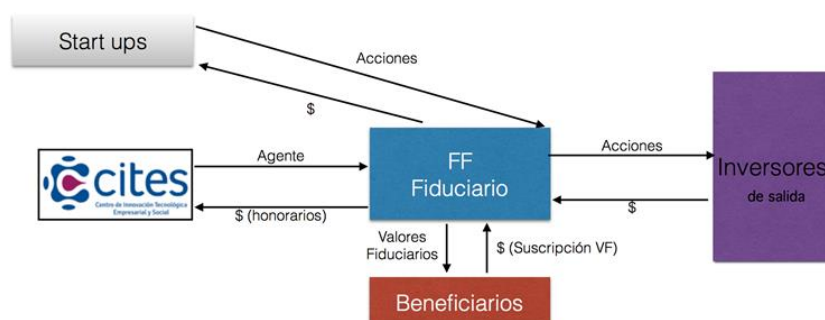 Start ups
Acciones
$
Agente
cites
Centro de Innovación Tecnológica
Empresarial y Social
$ (honorarios)
FF
Fiduciario
Acciones
$
Inversores
de salida
Valores
Fiduciarios
$ (Suscripción VF)
Beneficiarios